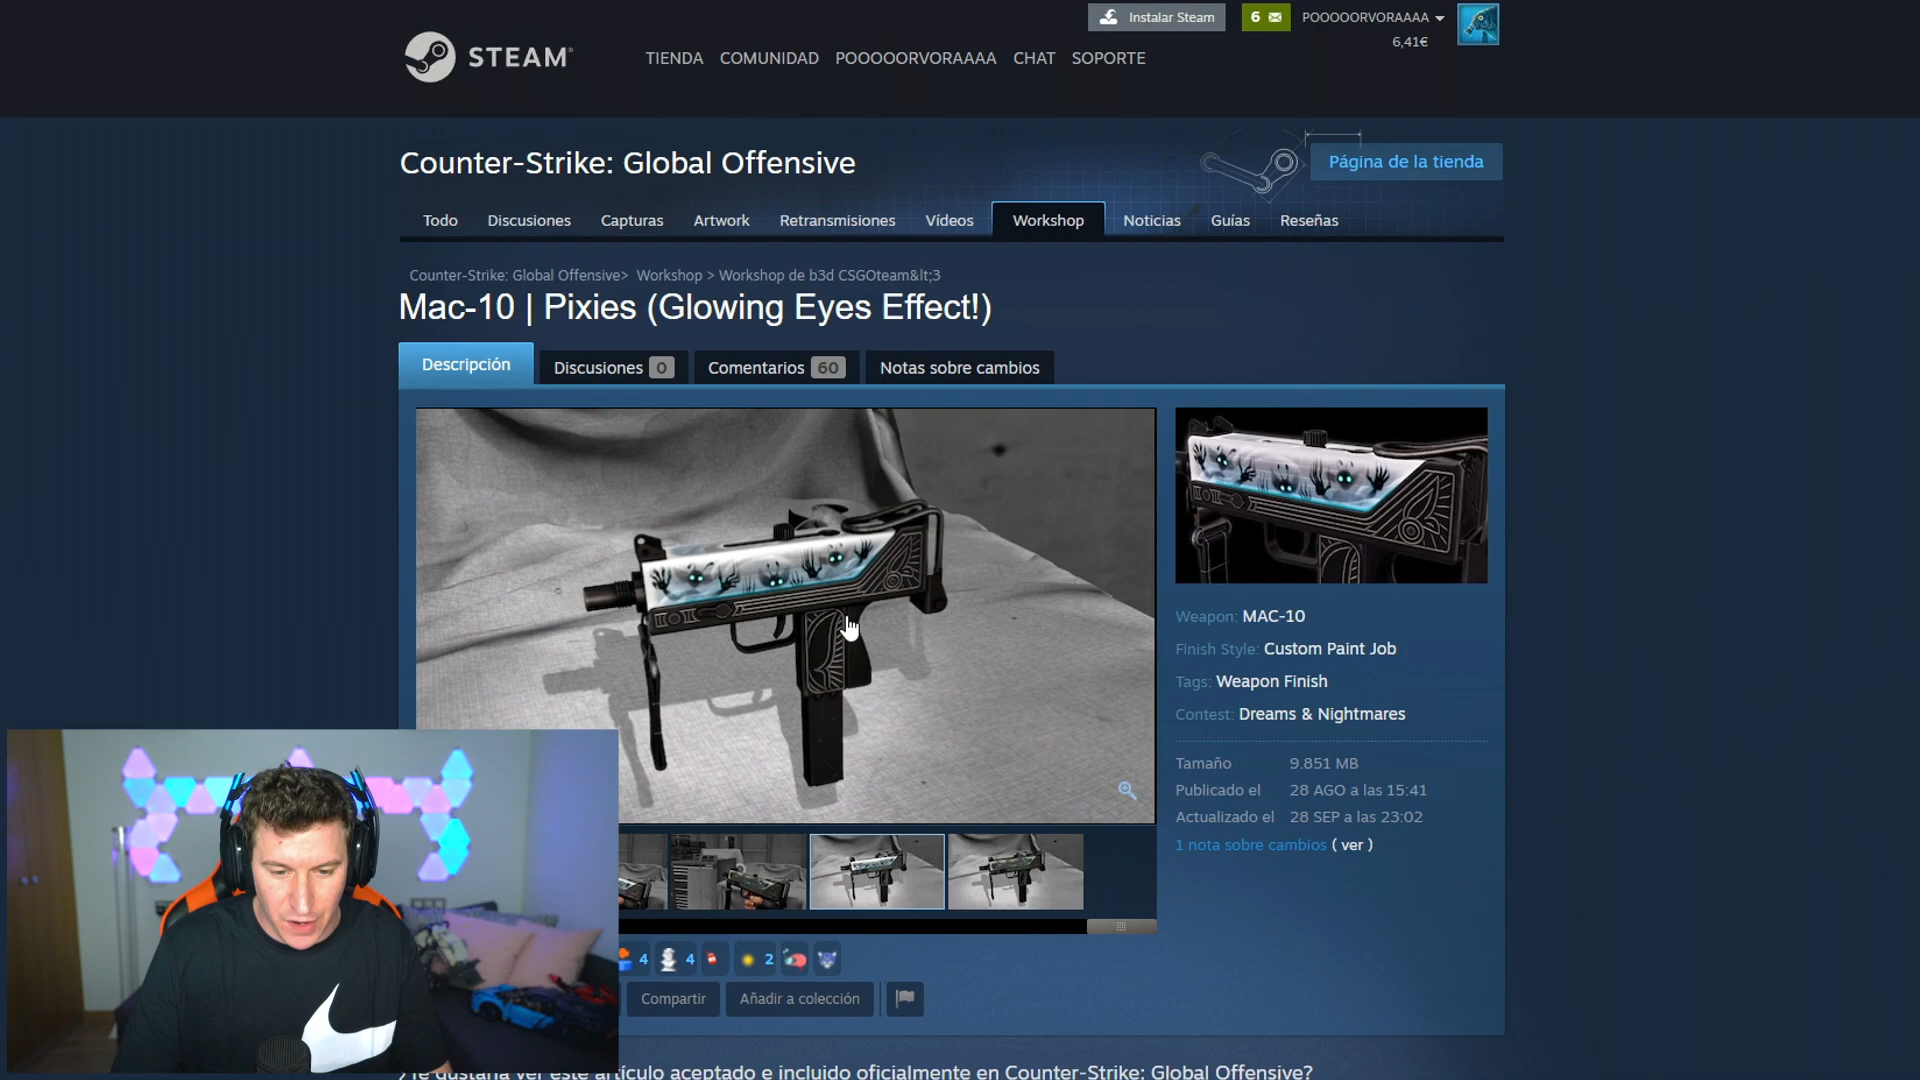 Instalar Steam
6
POOOOORVORAAAA
6,41€
STEAM
TIENDA COMUNIDAD POOOOORVORAAAA CHAT SOPORTE
Counter-Strike: Global Offensive
Página de la tienda
Todo Discusiones Capturas Artwork Retransmisiones Vídeos Workshop Noticias Guías Reseñas
Counter-Strike: Global Offensive> Workshop > Workshop de b3d CSGOteam&lt;3
Mac-10 | Pixies (Glowing Eyes Effect!)
Descripción Discusiones 0 Comentarios 60 Notas sobre cambios
Weapon: MAC-10
Finish Style: Custom Paint Job
Tags: Weapon Finish
Contest: Dreams & Nightmares
Tamaño 9.851 MB
Publicado el 28 AGO a las 15:41
Actualizado el 28 SEP a las 23:02
1 nota sobre cambios ( ver )
4 4 2
Compartir Añadir a colección
¿Te gustaría ver este artículo aceptado e incluido oficialmente en Counter-Strike: Global Offensive?